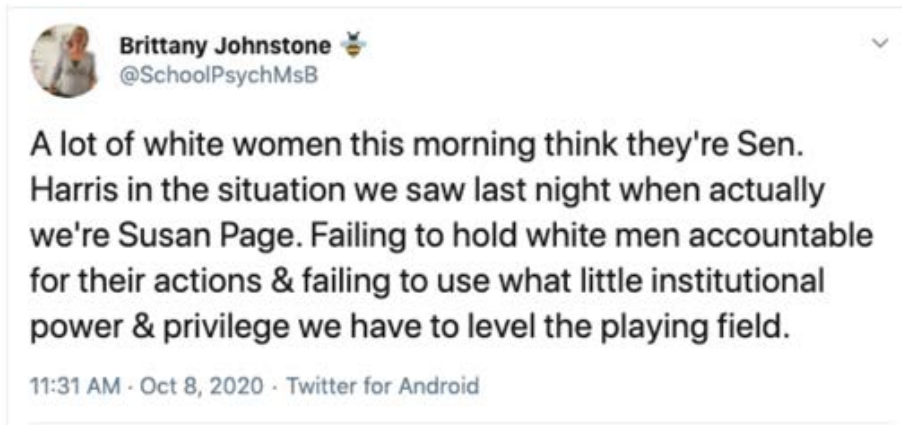 Brittany Johnstone
@SchoolPsychMsB
A lot of white women this morning think they're Sen.
Harris in the situation we saw last night when actually
we're Susan Page. Failing to hold white men accountable
for their actions & failing to use what little institutional
power & privilege we have to level the playing field.
11:31 AM · Oct 8, 2020 · Twitter for Android